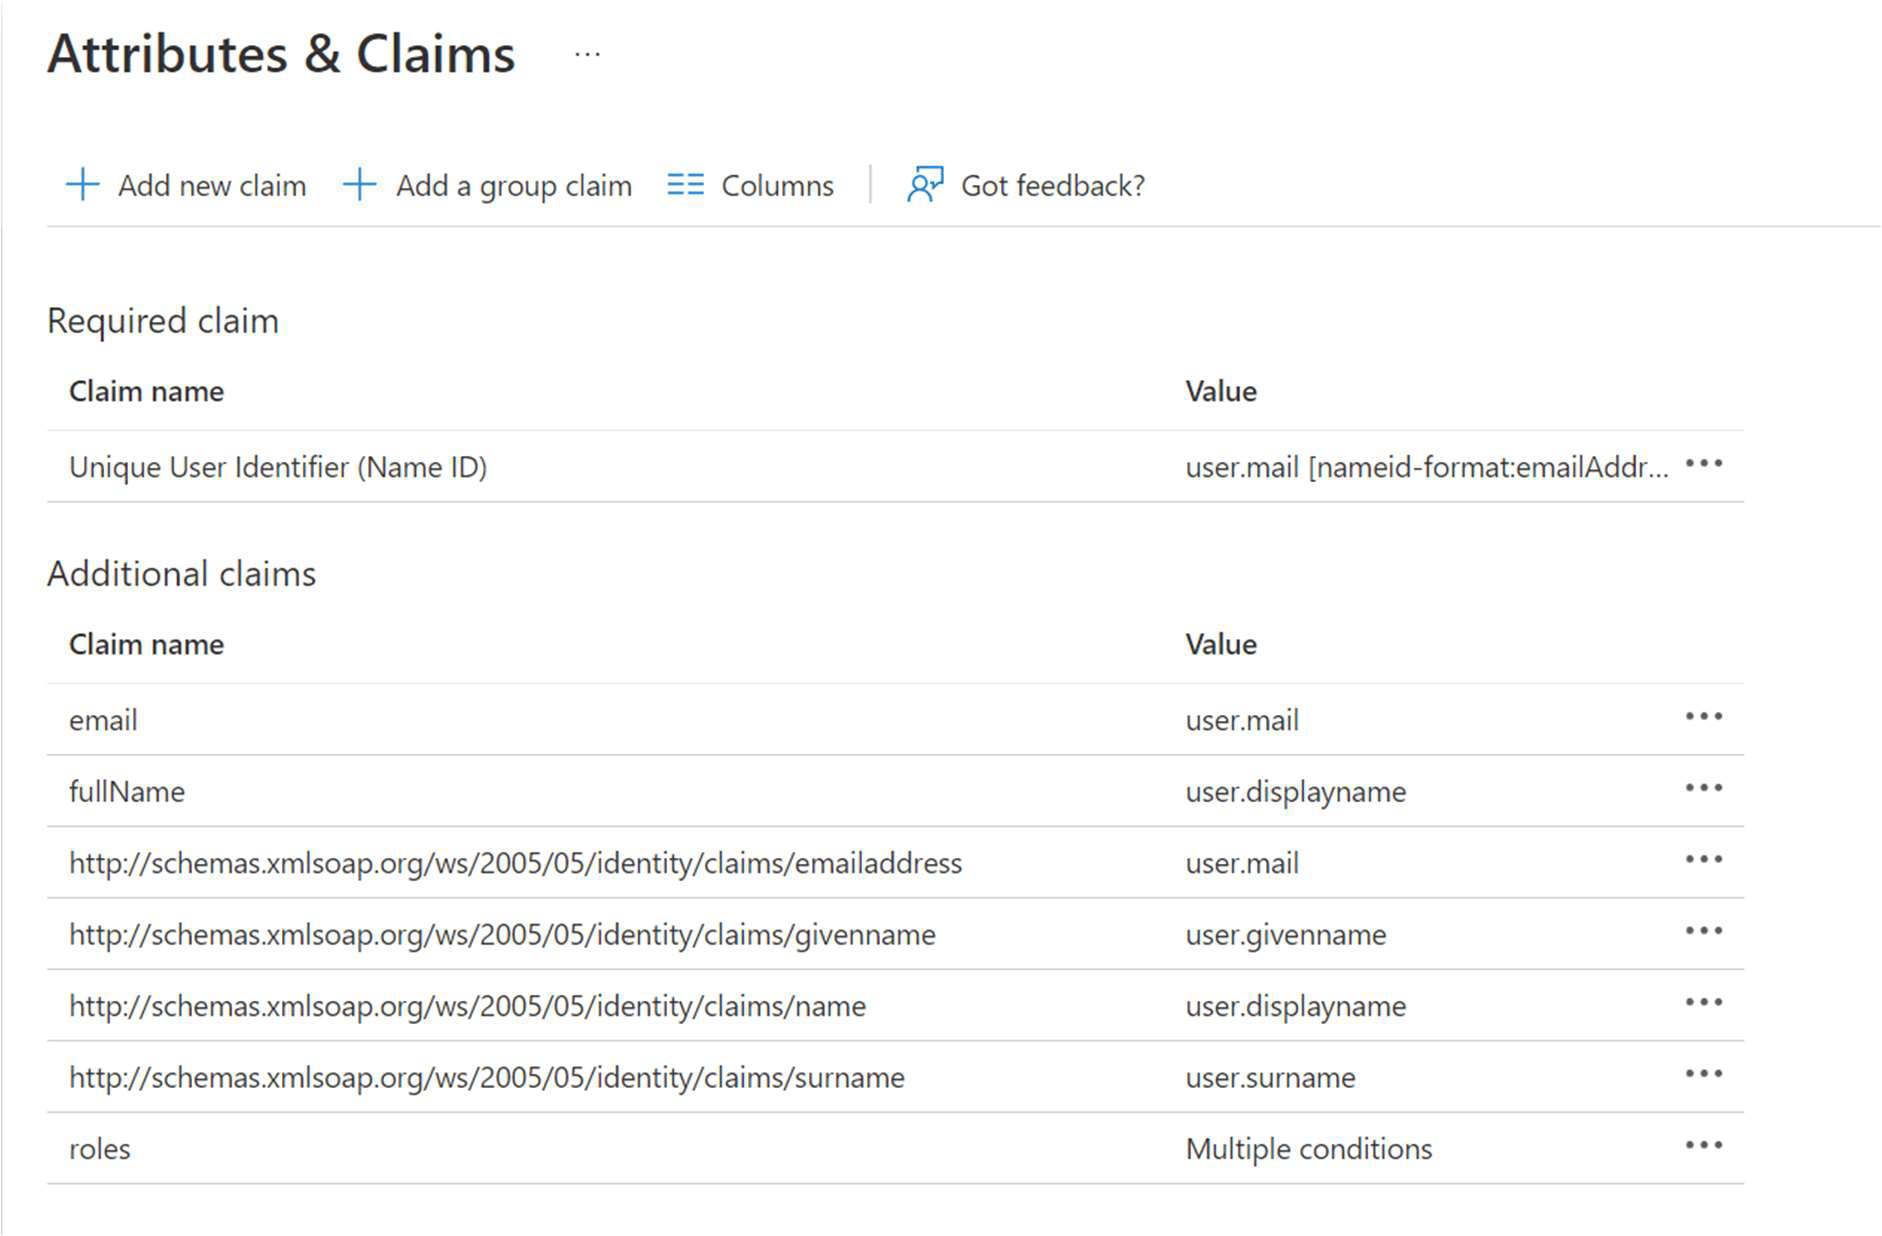 Attributes & Claims ...
Add new claim Add a group claim Columns Got feedback?
Required claim
Claim name Value
Unique User Identifier (Name ID) user.mail [nameid-format:emailAddr...
Additional claims
Claim name Value
email user.mail
fullName user.displayname
http://schemas.xmlsoap.org/ws/2005/05/identity/claims/emailaddress user.mail
http://schemas.xmlsoap.org/ws/2005/05/identity/claims/givenname user.givenname
http://schemas.xmlsoap.org/ws/2005/05/identity/claims/name user.displayname
http://schemas.xmlsoap.org/ws/2005/05/identity/claims/surname user.surname
roles Multiple conditions